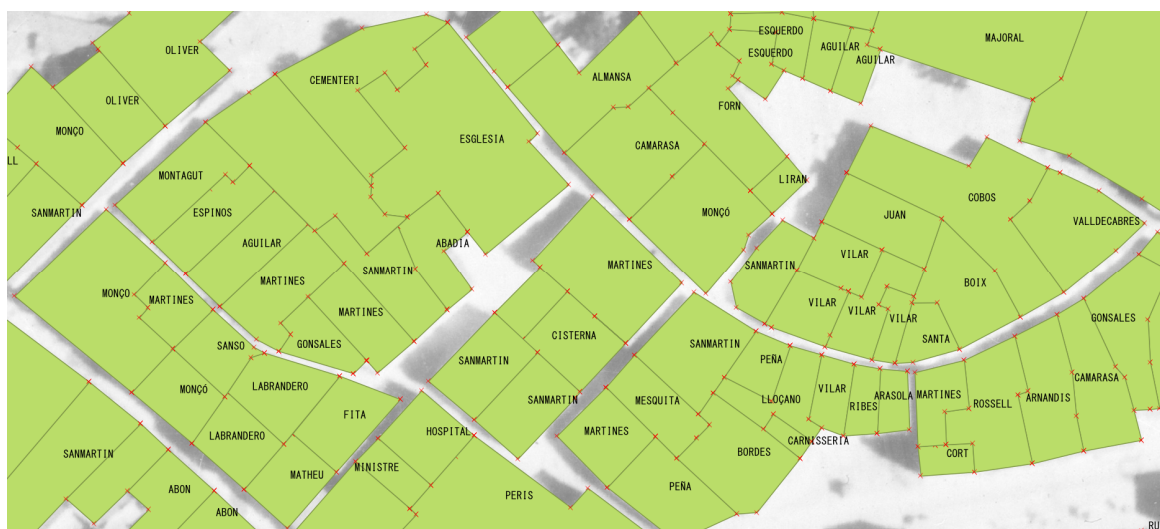 ESQUERDO
MAJORAL
OLIVER
AGUILAR
ESQUERDO
AGUILAR
CEMENTERI
ALMANSA
OLIVER
FORN
MONÇO
ESGLESIA
CAMARASA
LL
MONTAGUT
LIRAN
COBOS
SANMARTIN
ESPINOS
MONÇÓ
JUAN
VALLDECABRES
AGUILAR
ABADIA
VILAR
MARTINES
SANMARTIN
MARTINES
SANMARTIN
BOIX
MONÇO
MARTINES
MARTINES
VILAR
VILAR
VILAR
GONSALES
CISTERNA
SANMARTIN
SANTA
SANSO
GONSALES
SANMARTIN
PEÑA
CAMARASA
MONÇÓ
LABRANDERO
VILAR
ARASOLA
MARTINES
SANMARTIN
MESQUITA
LLOÇANO
RIBES
ROSSELL
ARNANDIS
FITA
HOSPITAL
MARTINES
LABRANDERO
CARNISSERIA
SANMARTIN
BORDES
CORT
MINISTRE
MATHEU
ABON
PEÑA
PERIS
ABON
RU